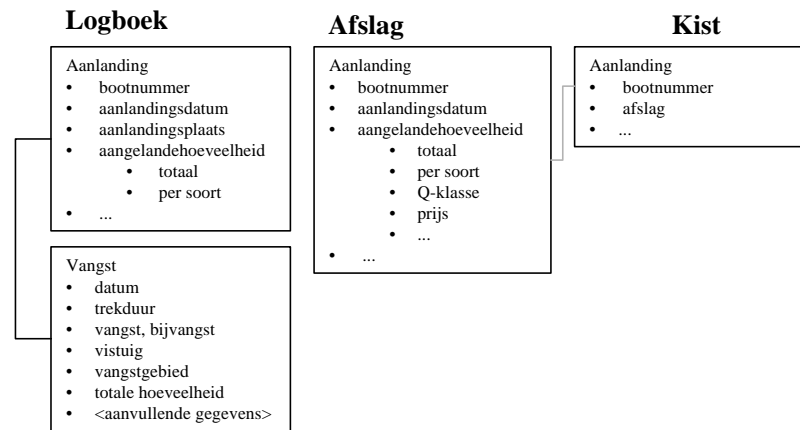 Logboek
Aanlanding
• bootnummer
• aanlandingsdatum
• aanlandingsplaats
• aangelandehoeveelheid
• totaal
• per soort
• ...
Vangst
• datum
• trekduur
• vangst, bijvangst
• vistuig
• vangstgebied
• totale hoeveelheid
• <aanvullende gegevens>
Afslag
Aanlanding
• bootnummer
• aanlandingsdatum
• aangelandehoeveelheid
• totaal
• per soort
• Q-klasse
• prijs
• ...
• ...
Kist
Aanlanding
• bootnummer
• afslag
• ...